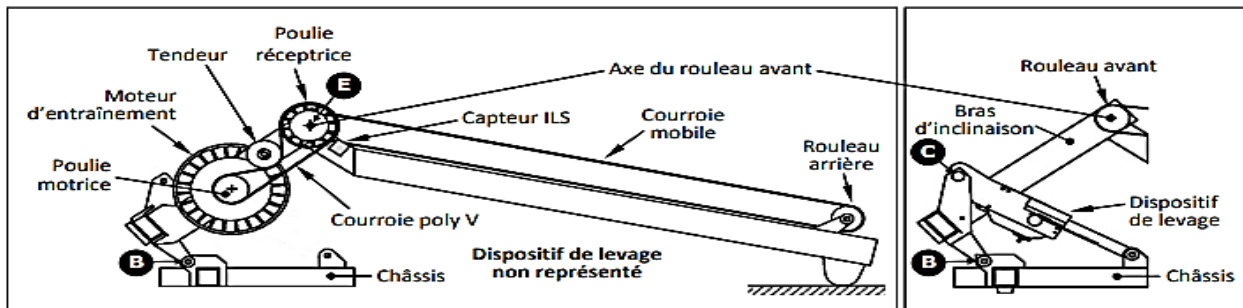 Poulie
réceptrice
Tendeur
E
Axe du rouleau avant
Rouleau avant
Moteur
d'entraînement
Capteur ILS
Courroie
mobile
Bras
d'inclinaison
Rouleau
arrière
C
Poulie
motrice
Courroie poly V
Dispositif
de levage
Dispositif de levage
non représenté
B
Châssis
B
Châssis